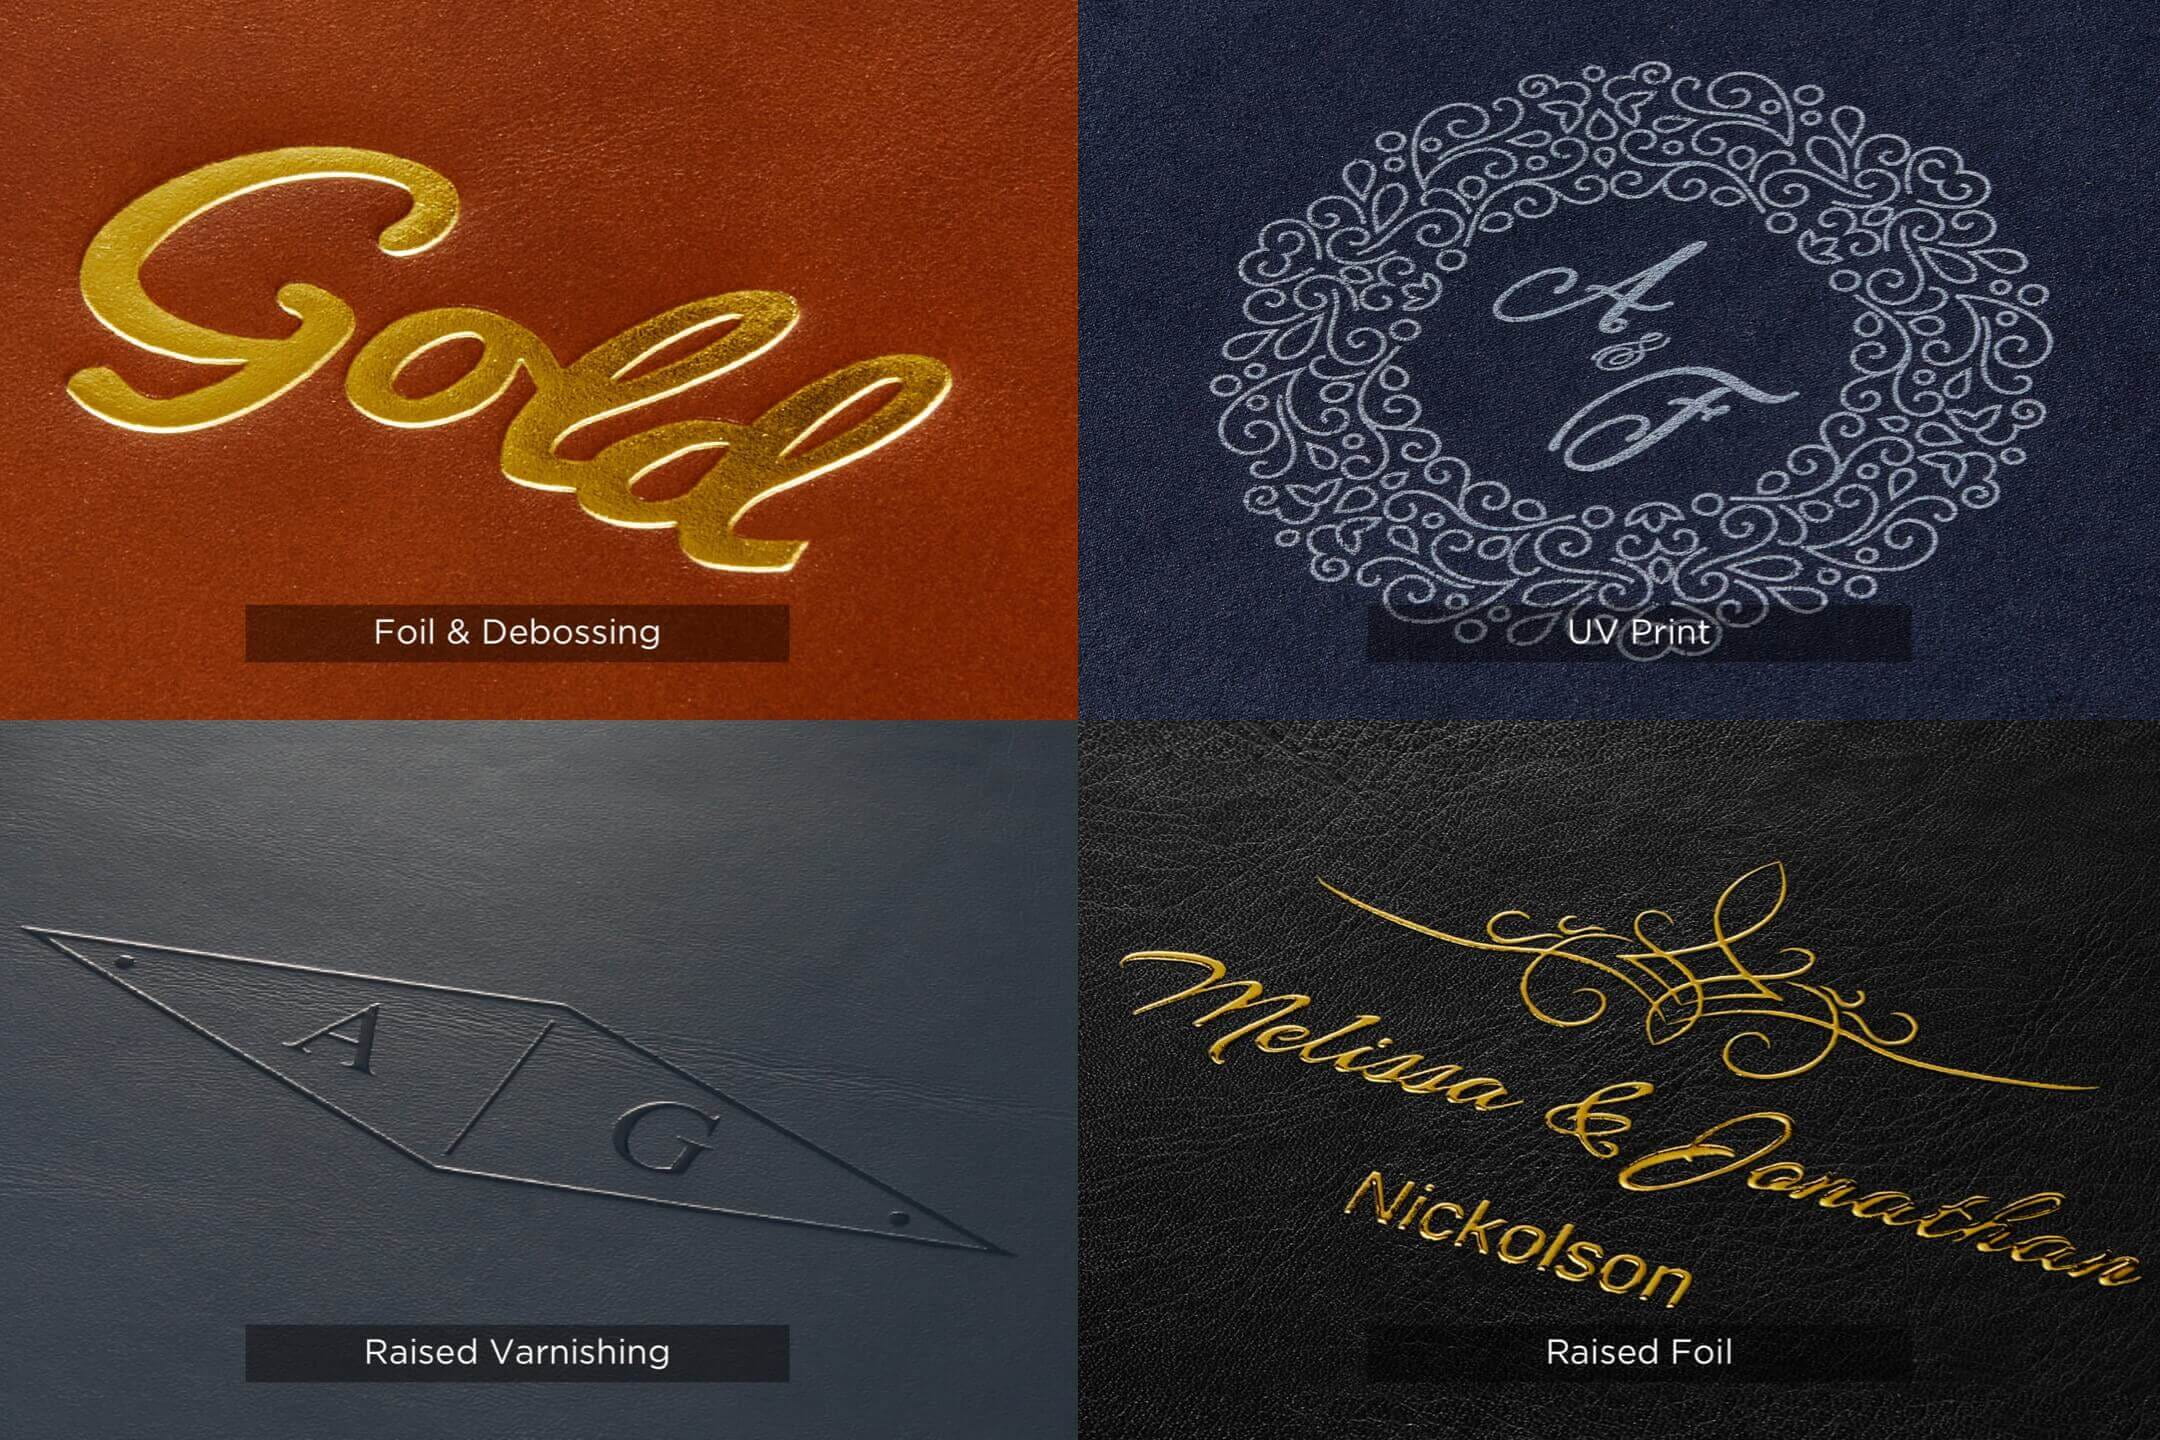 Gold
Foil & Debossing
A
&
F
UV Print
A
G
Raised Varnishing
Melissa & Jonathan
Nickolson
Raised Foil